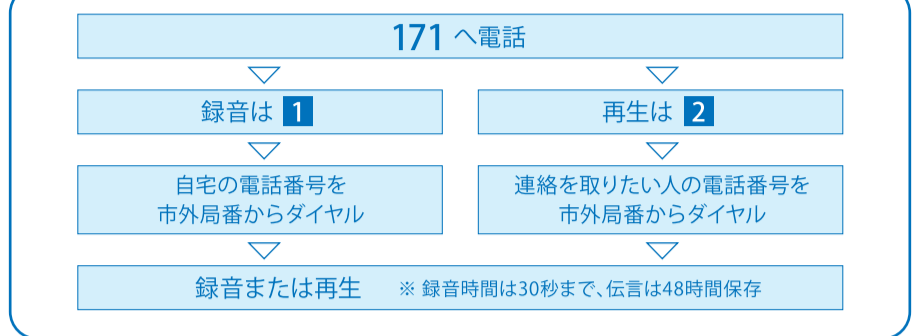 171 へ電話
録音は 1
再生は 2
自宅の電話番号を
市外局番からダイヤル
連絡を取りたい人の電話番号を
市外局番からダイヤル
録音または再生 ※ 録音時間は30秒まで、伝言は48時間保存